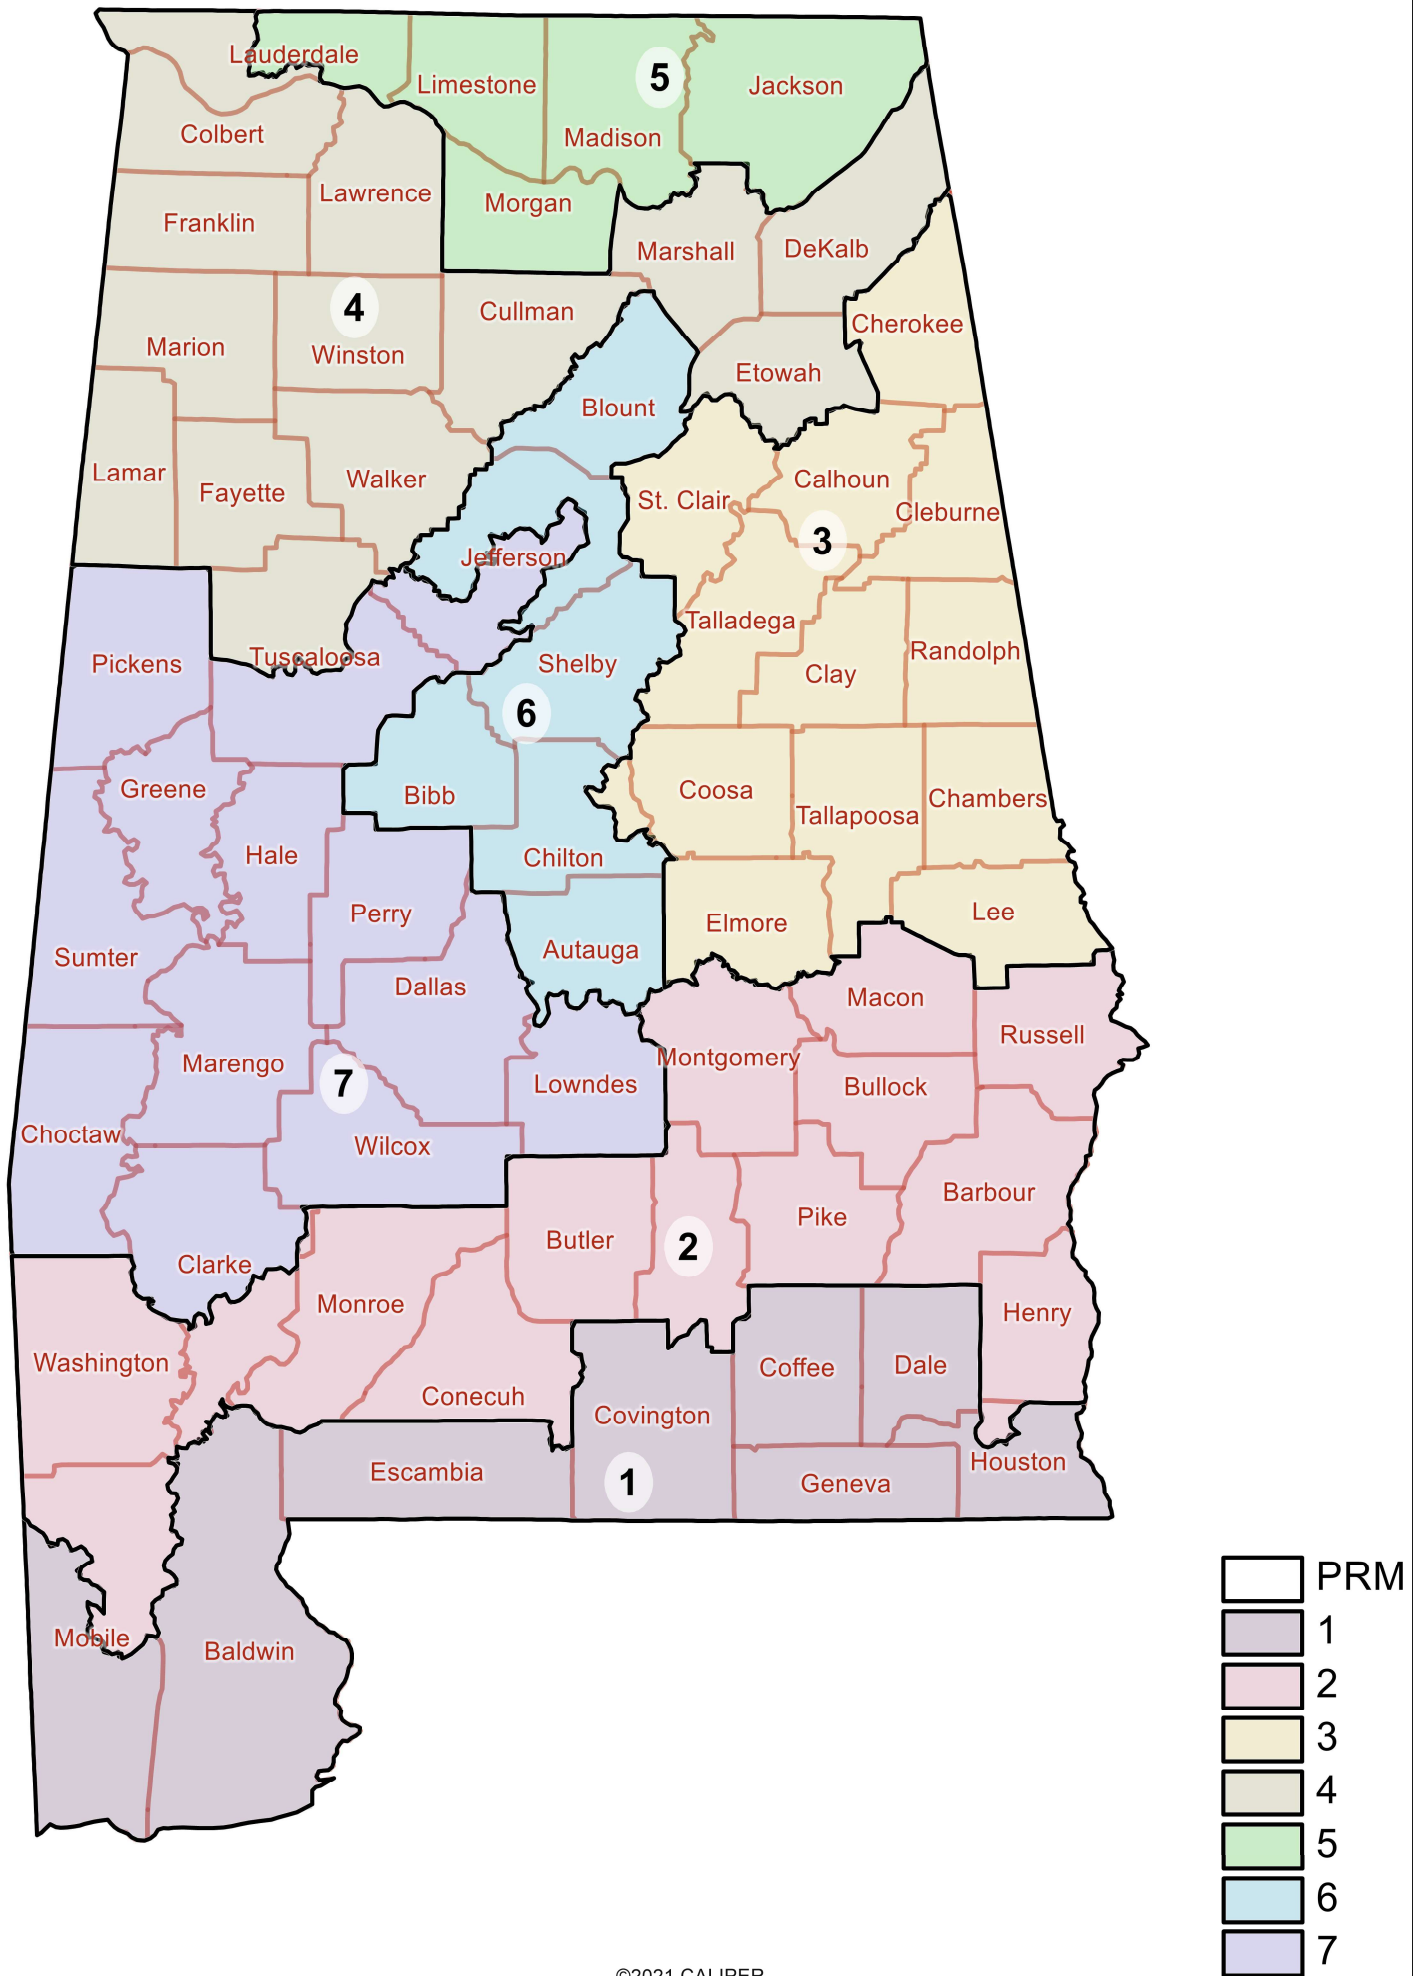 Lauderdale
Limestone
5
Jackson
Madison
Colbert
Lawrence
Morgan
Franklin
Marshall
DeKalb
4
Cullman
Cherokee
Marion
Winston
Etowah
Blount
Lamar
Fayette
Walker
St. Clair
Calhoun
Cleburne
3
Jefferson
Talladega
Randolph
Pickens
Tuscaloosa
Shelby
Clay
6
Greene
Bibb
Coosa
Tallapoosa
Chambers
Hale
Chilton
Perry
Elmore
Lee
Sumter
Autauga
Dallas
Macon
Russell
Marengo
7
Lowndes
Montgomery
Bullock
Choctaw
Wilcox
Barbour
Pike
Butler
2
Clarke
Monroe
Henry
Washington
Conecuh
Coffee
Dale
Covington
Escambia
1
Geneva
Houston
Mobile
Baldwin
PRM
1
2
3
4
5
6
7
©2021 CALIPER